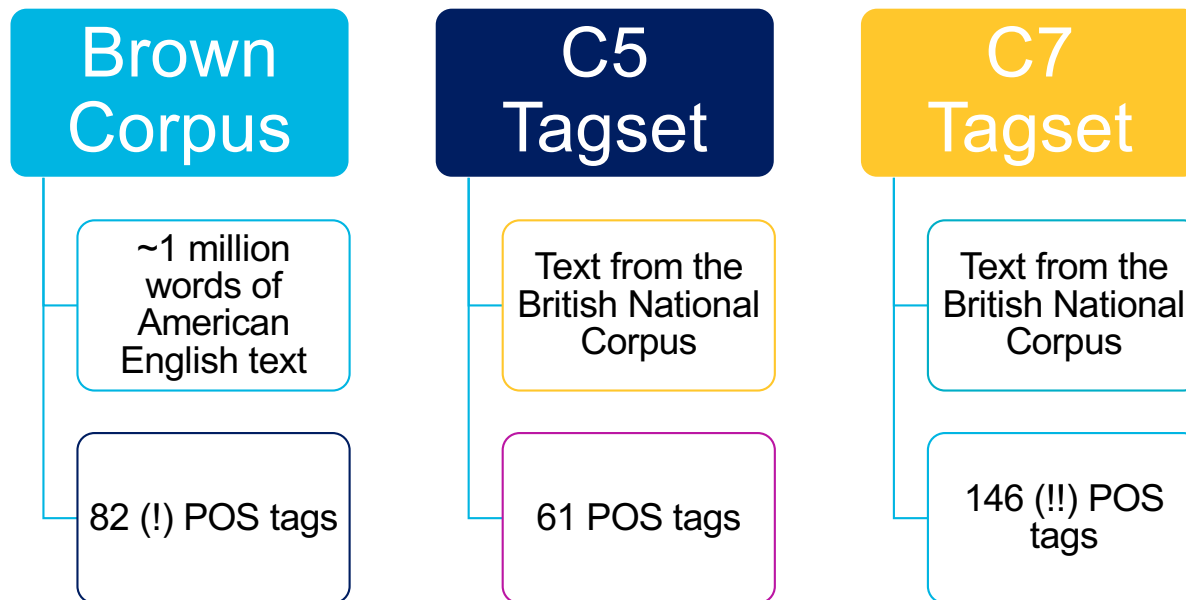 Brown
Corpus
~1 million
words of
American
English text
82 (!) POS tags
C5
Tagset
Text from the
British National
Corpus
61 POS tags
C7
Tagset
Text from the
British National
Corpus
146 (!!) POS
tags